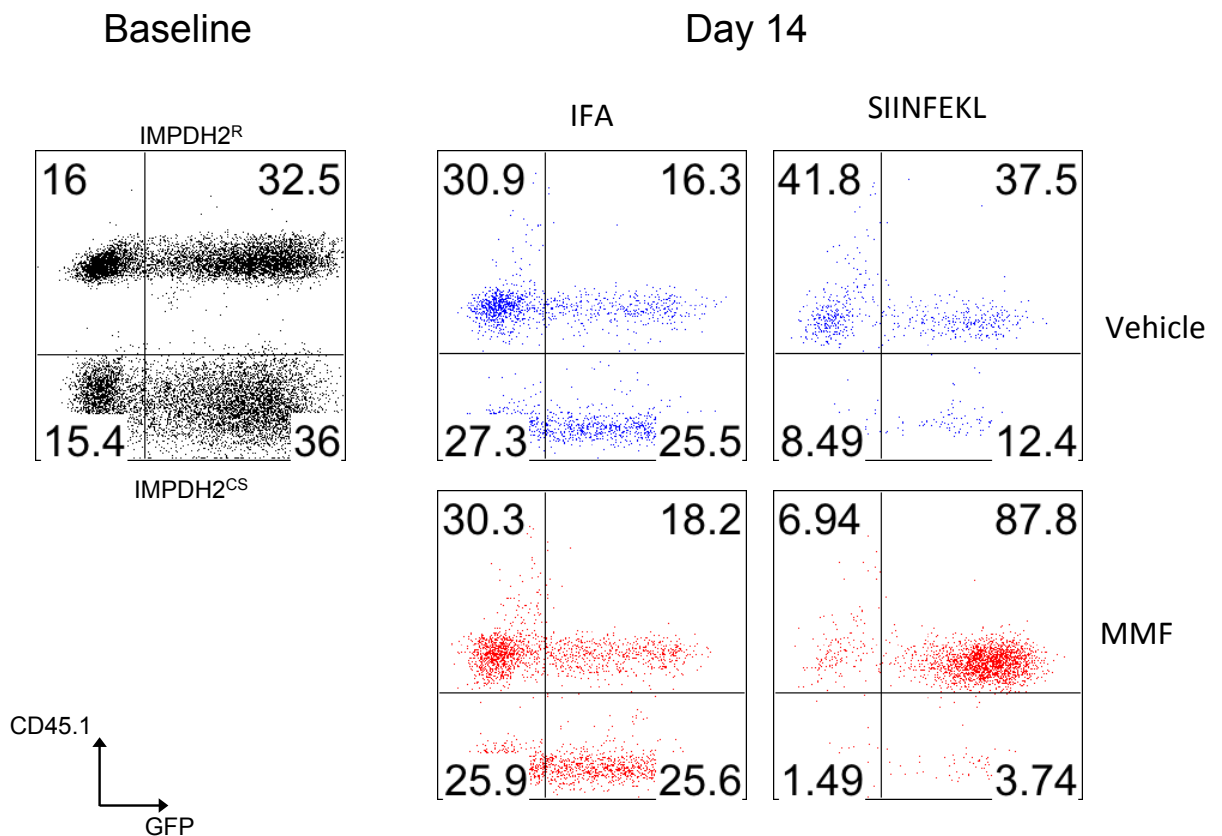 Baseline
Day 14
IFA
SIINFEKL
IMPDH2ᴿ
16
32.5
15.4
36
IMPDH2ᶜˢ
30.9
16.3
27.3
25.5
41.8
37.5
8.49
12.4
Vehicle
30.3
18.2
25.9
25.6
6.94
87.8
1.49
3.74
MMF
CD45.1
GFP